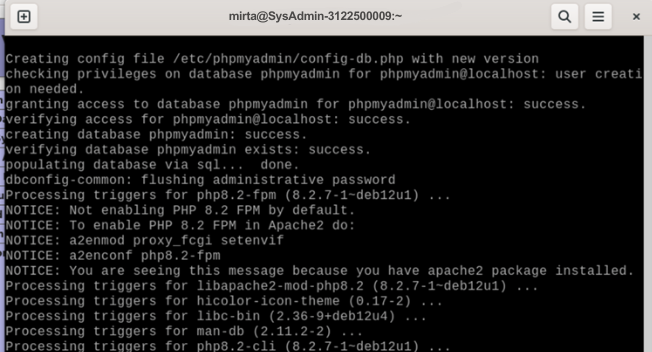 mirta@SysAdmin-3122500009:~
Creating config file /etc/phpmyadmin/config-db.php with new version
checking privileges on database phpmyadmin for phpmyadmin@localhost: user creati
on needed.
granting access to database phpmyadmin for phpmyadmin@localhost: success.
verifying access for phpmyadmin@localhost: success.
creating database phpmyadmin: success.
verifying database phpmyadmin exists: success.
populating database via sql...  done.
dbconfig-common: flushing administrative password
Processing triggers for php8.2-fpm (8.2.7-1~deb12u1) ...
NOTICE: Not enabling PHP 8.2 FPM by default.
NOTICE: To enable PHP 8.2 FPM in Apache2 do:
NOTICE: a2enmod proxy_fcgi setenvif
NOTICE: a2enconf php8.2-fpm
NOTICE: You are seeing this message because you have apache2 package installed.
Processing triggers for libapache2-mod-php8.2 (8.2.7-1~deb12u1) ...
Processing triggers for hicolor-icon-theme (0.17-2) ...
Processing triggers for libc-bin (2.36-9+deb12u4) ...
Processing triggers for man-db (2.11.2-2) ...
Processing triggers for php8.2-cli (8.2.7-1~deb12u1) ...